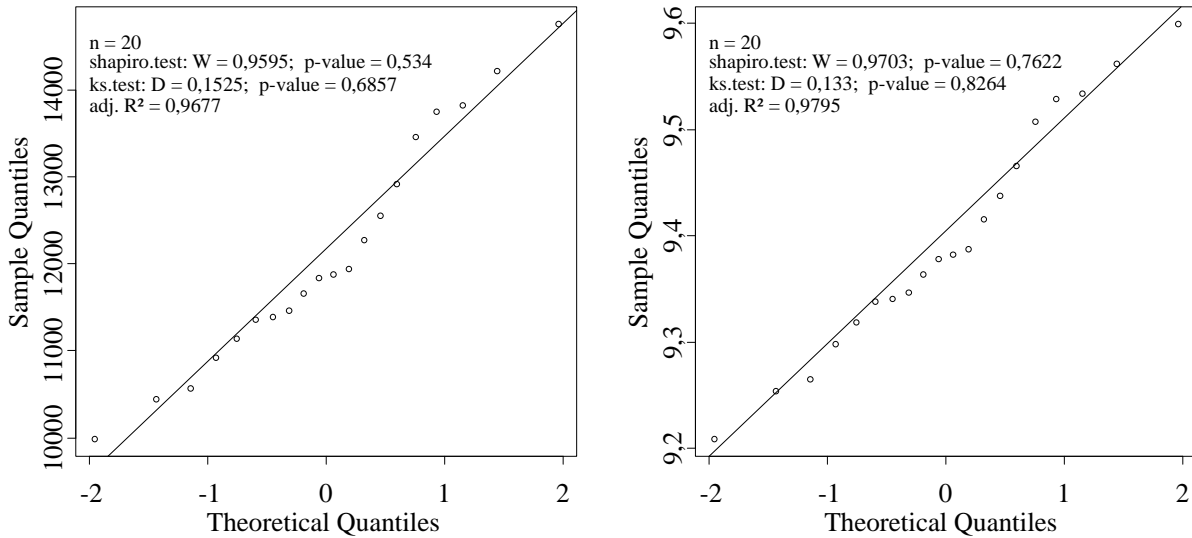 n = 20
shapiro.test: W = 0,9595; p-value = 0,534
ks.test: D = 0,1525; p-value = 0,6857
adj. R² = 0,9677
14000
13000
12000
11000
10000
Sample Quantiles
-2 -1 0 1 2
Theoretical Quantiles
n = 20
shapiro.test: W = 0,9703; p-value = 0,7622
ks.test: D = 0,133; p-value = 0,8264
adj. R² = 0,9795
9,6
9,5
9,4
9,3
9,2
Sample Quantiles
-2 -1 0 1 2
Theoretical Quantiles